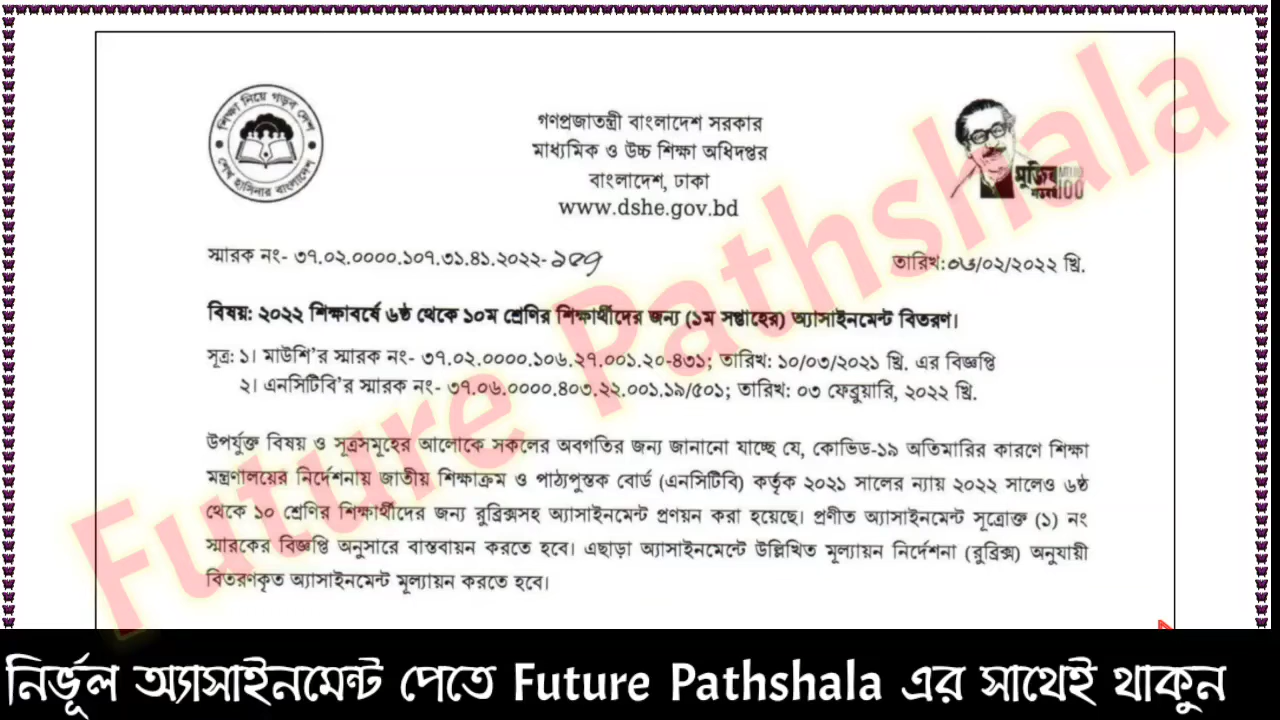 শিক্ষা নিয়ে গড়ব দেশ
শেখ হাসিনার বাংলাদেশ
গণপ্রজাতন্ত্রী বাংলাদেশ সরকার
মাধ্যমিক ও উচ্চ শিক্ষা অধিদপ্তর
বাংলাদেশ, ঢাকা
www.dshe.gov.bd
মুজিব
100
স্মারক নং- ৩৭.০২.০০০০.১০৭.৩১.৪১.২০২২-
তারিখ:০৬/০২/২০২২ খ্রি.
বিষয়: ২০২২ শিক্ষাবর্ষে ৬ষ্ঠ থেকে ১০ম শ্রেণির শিক্ষার্থীদের জন্য (১ম সপ্তাহের) অ্যাসাইনমেন্ট বিতরণ।
সূত্র: ১। মাউশি'র স্মারক নং- ৩৭.০২.০০০০.১০৬.২৭.০০১.২০-৪৩১; তারিখ: ১০/০৩/২০২১ খ্রি. এর বিজ্ঞপ্তি
২। এনসিটিবি'র স্মারক নং- ৩৭.০৬.০০০০.৪০৩.২২.০০১.১৯/৫০১; তারিখ: ০৩ ফেব্রুয়ারি, ২০২২ খ্রি.
উপর্যুক্ত বিষয় ও সূত্রসমূহের আলোকে সকলের অবগতির জন্য জানানো যাচ্ছে যে, কোভিড-১৯ অতিমারির কারণে শিক্ষা
মন্ত্রণালয়ের নির্দেশনায় জাতীয় শিক্ষাক্রম ও পাঠ্যপুস্তক বোর্ড (এনসিটিবি) কর্তৃক ২০২১ সালের ন্যায় ২০২২ সালেও ৬ষ্ঠ
থেকে ১০ শ্রেণির শিক্ষার্থীদের জন্য রুব্রিক্সসহ অ্যাসাইনমেন্ট প্রণয়ন করা হয়েছে। প্রণীত অ্যাসাইনমেন্ট সূত্রোক্ত (১) নং
স্মারকের বিজ্ঞপ্তি অনুসারে বাস্তবায়ন করতে হবে। এছাড়া অ্যাসাইনমেন্টে উল্লিখিত মূল্যায়ন নির্দেশনা (রুব্রিক্স) অনুযায়ী
বিতরণকৃত অ্যাসাইনমেন্ট মূল্যায়ন করতে হবে।
Future Pathshala
নির্ভূল অ্যাসাইনমেন্ট পেতে Future Pathshala এর সাথেই থাকুন